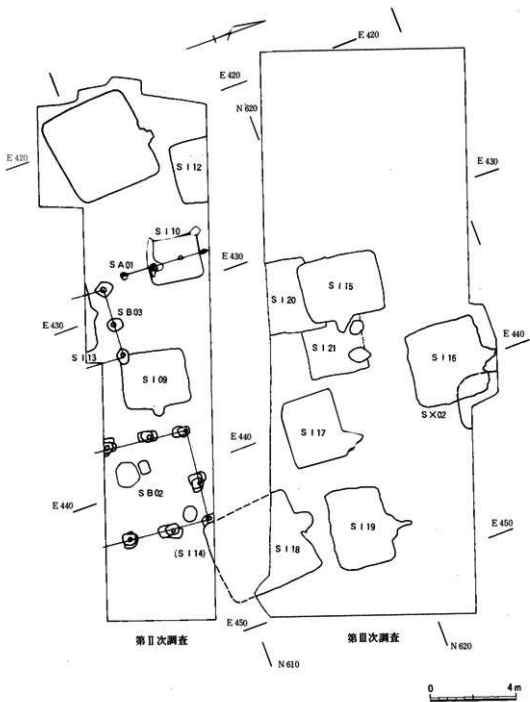 E 420
E 420
N 620
E 420
E 430
S I 12
S I 10
S A 01
E 430
S I 20
S I 15
S B 03
E 430
S I 13
S I 21
E 440
S I 16
S I 09
S X 02
S I 17
E 440
S B 02
E 440
(S I 14)
S I 18
S I 19
E 450
E 450
第Ⅱ次調査
第Ⅲ次調査
N 610
N 620
0 4 m